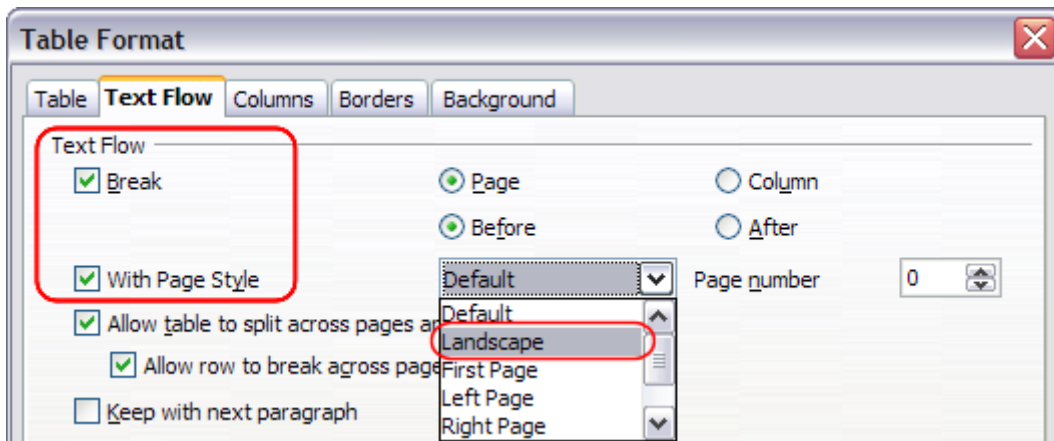 Table Format
Table Text Flow Columns Borders Background
Text Flow
Break Page Column
Before After
With Page Style Default Page number 0
Allow table to split across pages
Default
Landscape
Allow row to break across
First Page
Left Page
Keep with next paragraph
Right Page